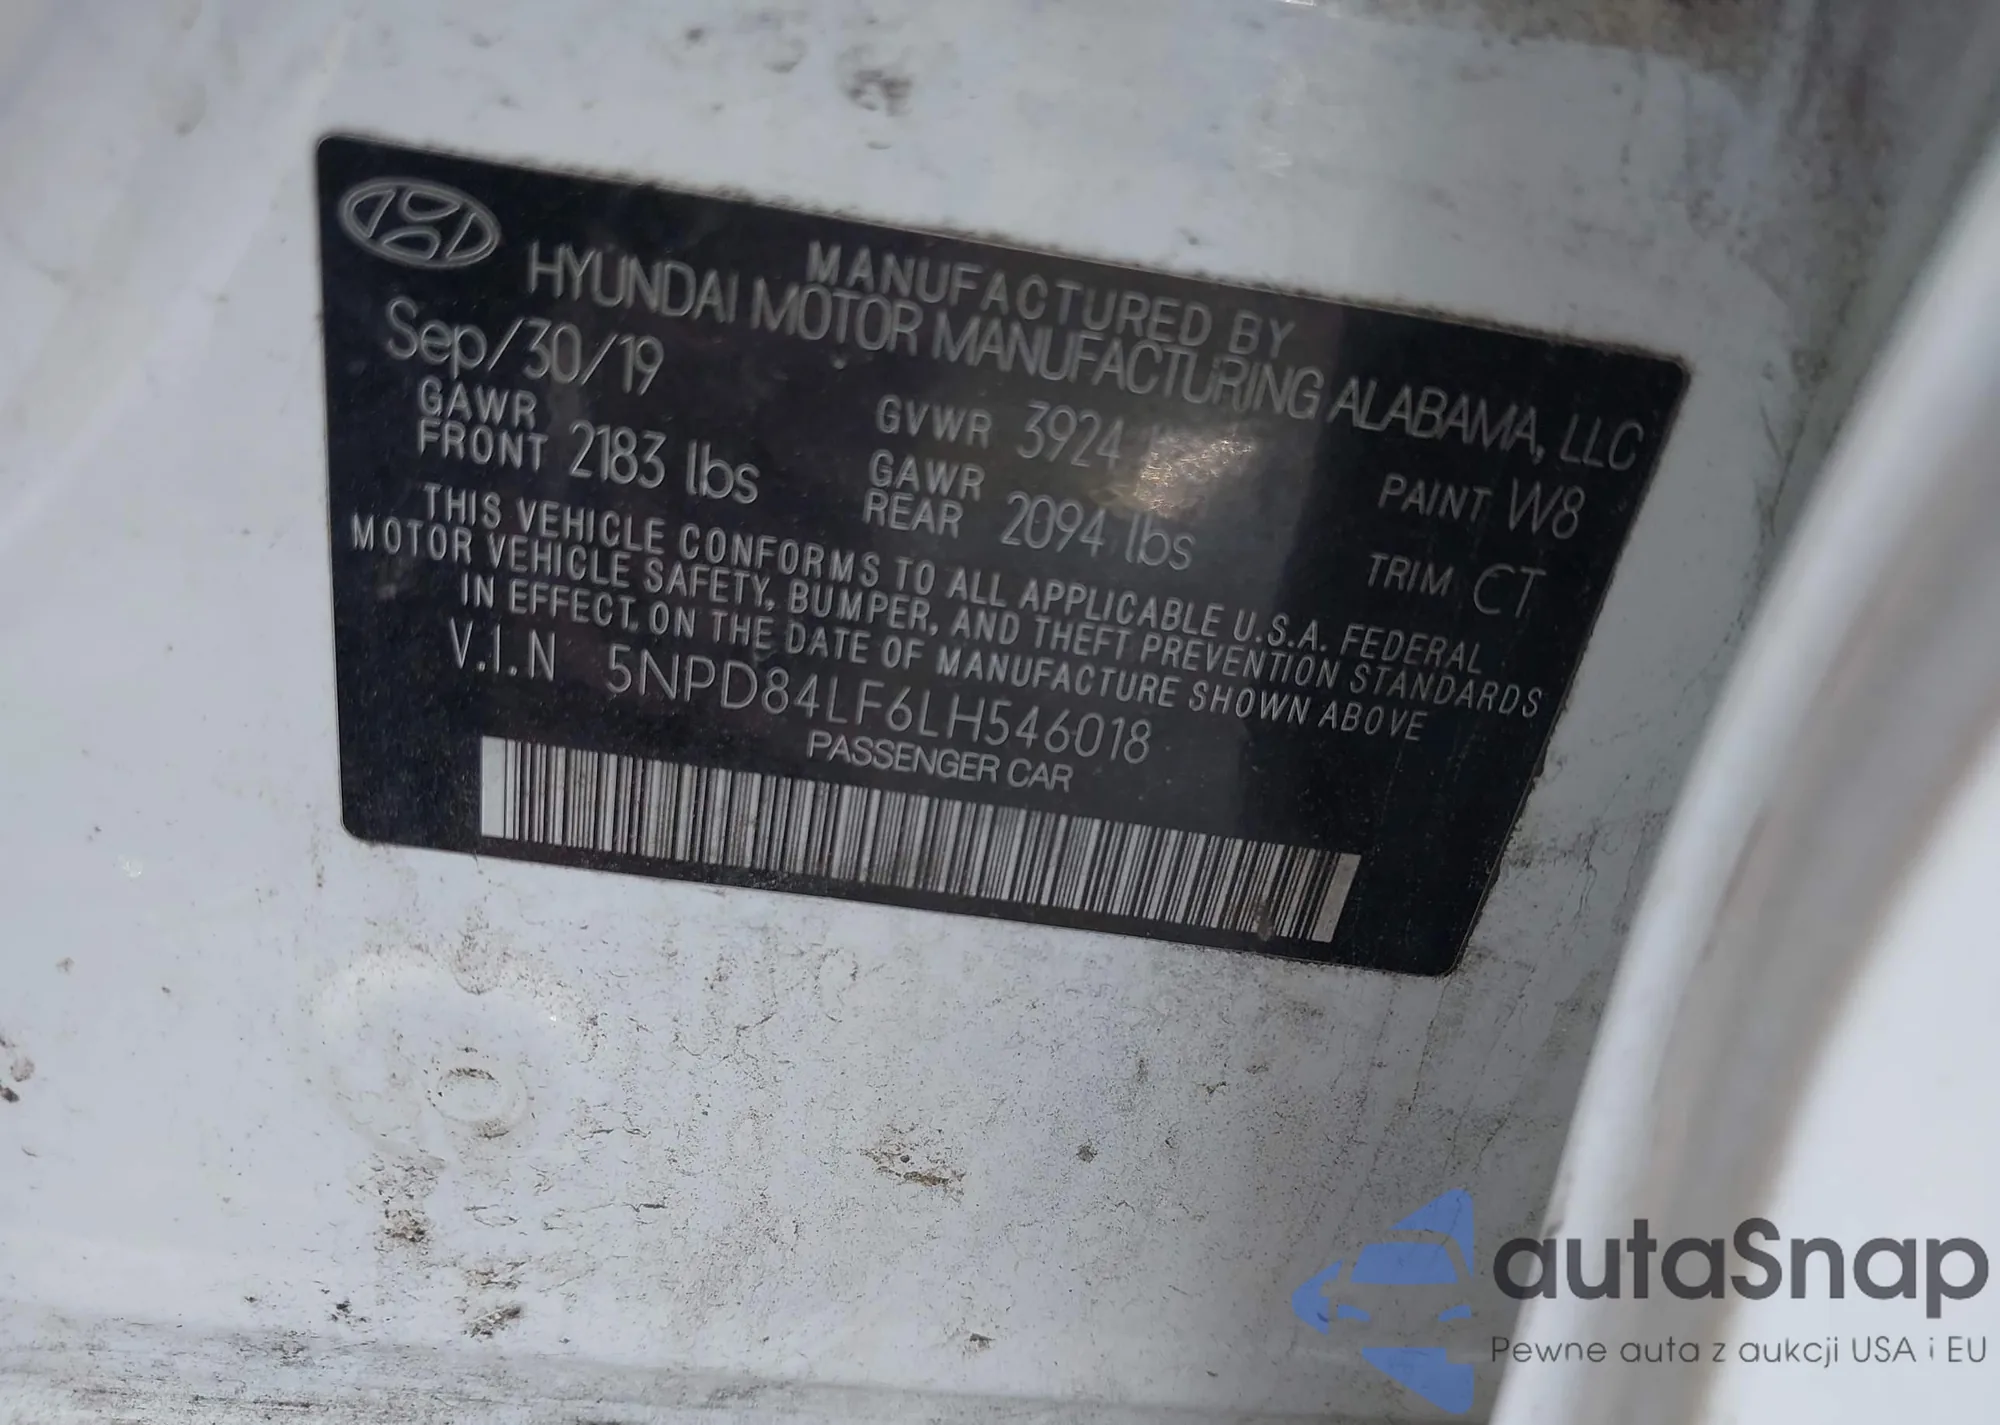 MANUFACTURED BY
HYUNDAI MOTOR MANUFACTURING ALABAMA, LLC
Sep/30/19
GVWR 3924
PAINT W8
GAWR FRONT 2183 lbs
GAWR REAR 2094 lbs
TRIM CT
THIS VEHICLE CONFORMS TO ALL APPLICABLE U.S.A. FEDERAL
MOTOR VEHICLE SAFETY, BUMPER, AND THEFT PREVENTION STANDARDS
IN EFFECT, ON THE DATE OF MANUFACTURE SHOWN ABOVE
V.I.N 5NPD84LF6LH546018
PASSENGER CAR
autaSnap
Pewne auta z aukcji USA i EU